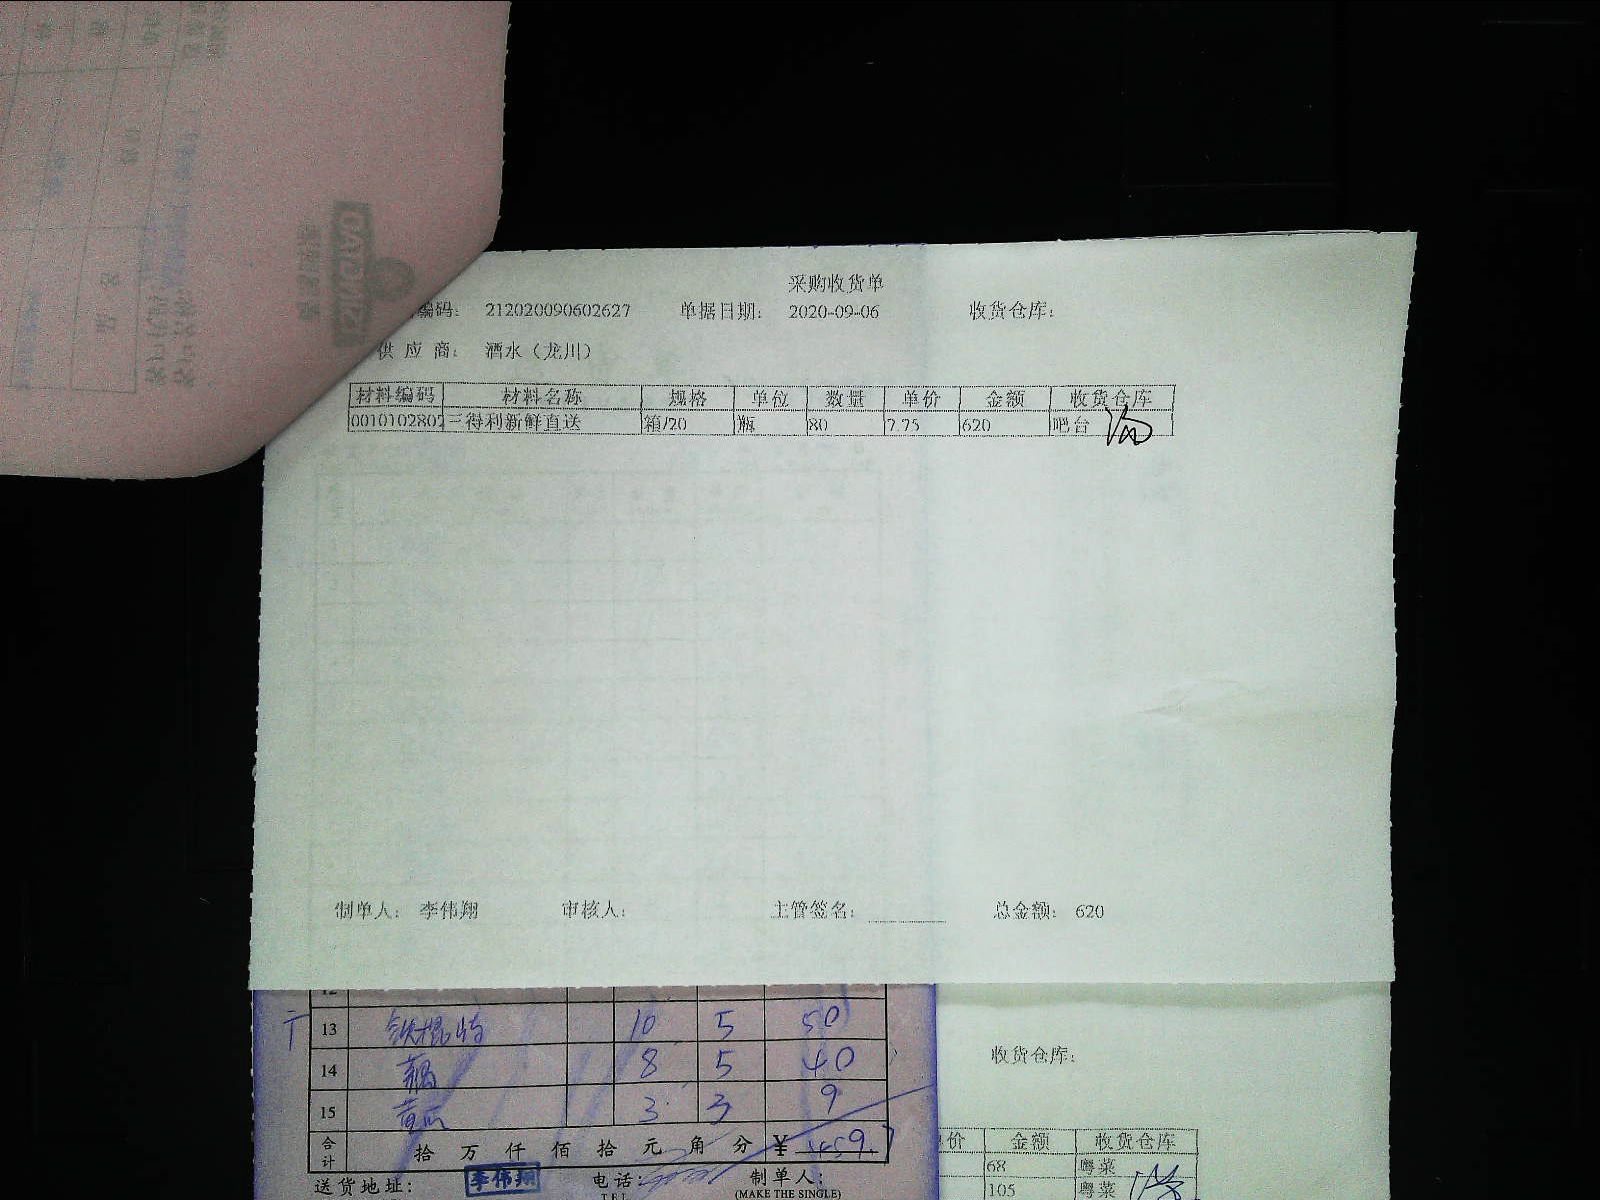 采购收货单
编码: 212020090602627 单据日期: 2020-09-06 收货仓库:
供 应 商: 酒水（龙川）
材料编码 材料名称 规格 单位 数量 单价 金额 收货仓库
0010102802 三得利新鲜直送 箱/20 瓶 80 7.75 620 吧台
制单人: 李伟翔 审核人: 主管签名: 总金额: 620
13 铁棍山药 10 5 50
14 藕 8 5 40
15 黄瓜 3 3 9
合计 拾 万 仟 佰 拾 元 角 分 ¥
送货地址: 李伟翔 电话: 制单人:
TEL (MAKE THE SINGLE)
收货仓库:
价 金额 收货仓库
68 粤菜
105 粤菜